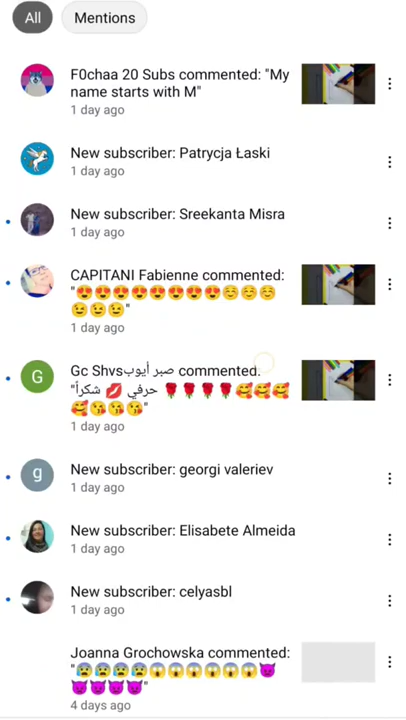 All
Mentions
F0chaa 20 Subs commented: "My
name starts with M"
1 day ago
New subscriber: Patrycja Łaski
1 day ago
New subscriber: Sreekanta Misra
1 day ago
CAPITANI Fabienne commented:
"😍😍😍😍😍😍😍😍☺️☺️☺️
😉😉😉"
1 day ago
G
Gc Shvsصبر أيوب commented:
"حرفي 🌹🌹🌹🌹🥰🥰🥰 💋 شكراً
🥰😘😘😘"
1 day ago
g
New subscriber: georgi valeriev
1 day ago
New subscriber: Elisabete Almeida
1 day ago
New subscriber: celyasbl
1 day ago
Joanna Grochowska commented:
"😰😰😰😰😱😱😱😱😱😱😈
😈😈😈😈"
4 days ago